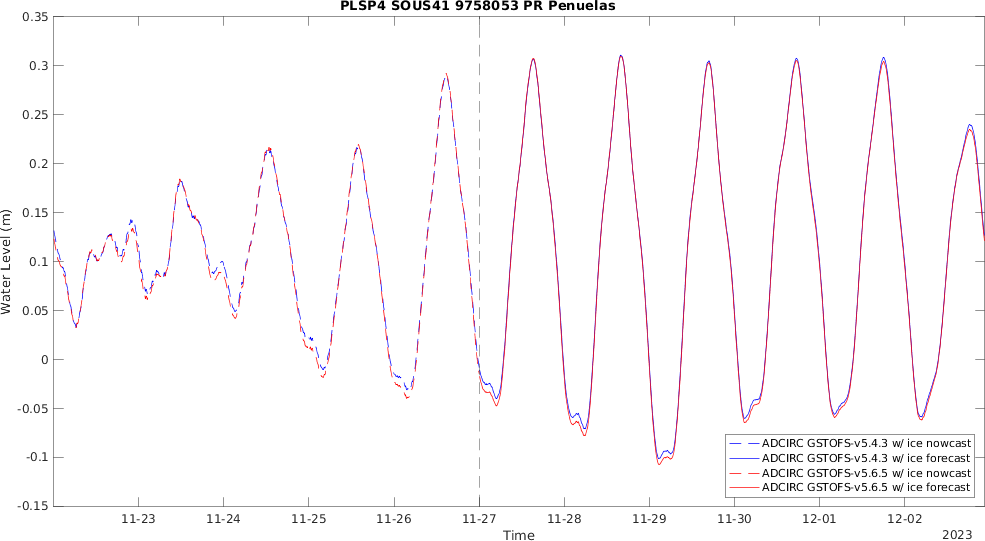 PLSP4 SOUS41 9758053 PR Penuelas
0.35
0.3
0.25
0.2
0.15
0.1
0.05
0
-0.05
-0.1
-0.15
Water Level (m)
ADCIRC GSTOFS-v5.4.3 w/ ice nowcast
ADCIRC GSTOFS-v5.4.3 w/ ice forecast
ADCIRC GSTOFS-v5.6.5 w/ ice nowcast
ADCIRC GSTOFS-v5.6.5 w/ ice forecast
11-23 11-24 11-25 11-26 11-27 11-28 11-29 11-30 12-01 12-02
Time
2023